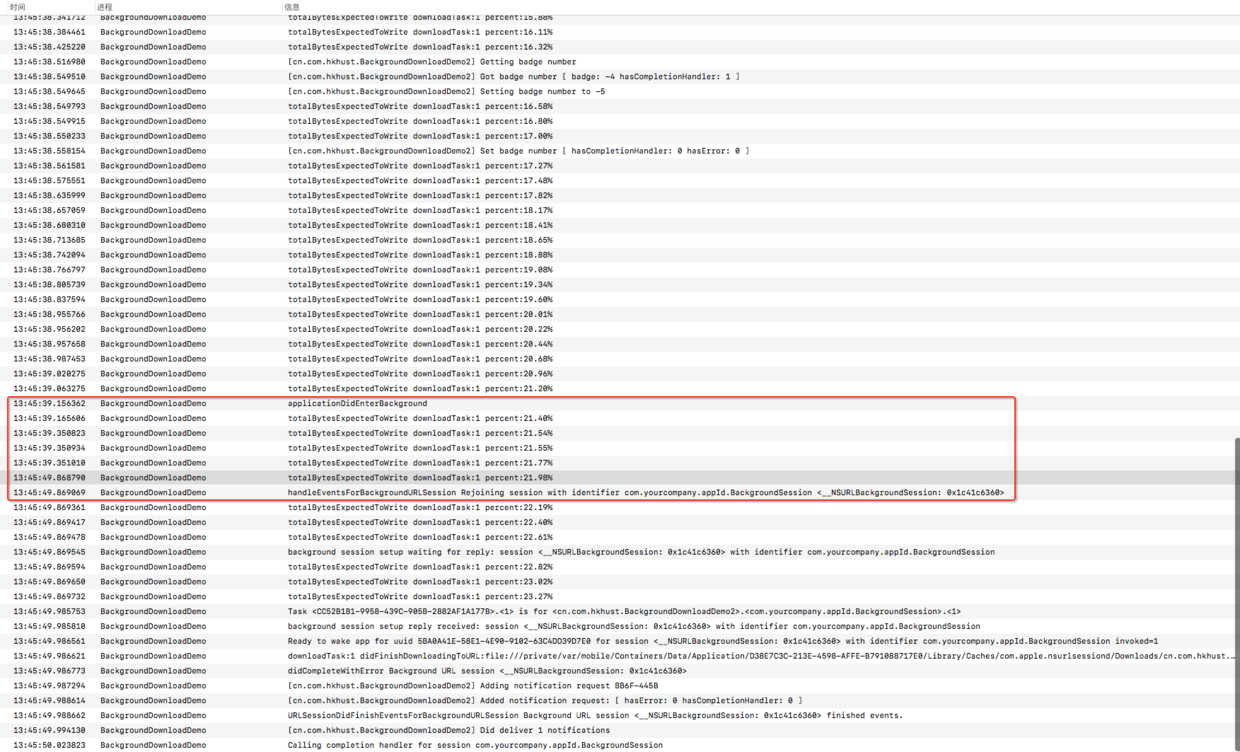 时间 进程 信息
13:45:38.341712 BackgroundDownloadDemo totalBytesExpectedToWrite downloadTask:1 percent:15.88%
13:45:38.384461 BackgroundDownloadDemo totalBytesExpectedToWrite downloadTask:1 percent:16.11%
13:45:38.425220 BackgroundDownloadDemo totalBytesExpectedToWrite downloadTask:1 percent:16.32%
13:45:38.516980 BackgroundDownloadDemo [cn.com.hkhust.BackgroundDownloadDemo2] Getting badge number
13:45:38.549510 BackgroundDownloadDemo [cn.com.hkhust.BackgroundDownloadDemo2] Got badge number [ badge: -4 hasCompletionHandler: 1 ]
13:45:38.549645 BackgroundDownloadDemo [cn.com.hkhust.BackgroundDownloadDemo2] Setting badge number to -5
13:45:38.549793 BackgroundDownloadDemo totalBytesExpectedToWrite downloadTask:1 percent:16.58%
13:45:38.549915 BackgroundDownloadDemo totalBytesExpectedToWrite downloadTask:1 percent:16.80%
13:45:38.550233 BackgroundDownloadDemo totalBytesExpectedToWrite downloadTask:1 percent:17.00%
13:45:38.558154 BackgroundDownloadDemo [cn.com.hkhust.BackgroundDownloadDemo2] Set badge number [ hasCompletionHandler: 0 hasError: 0 ]
13:45:38.561581 BackgroundDownloadDemo totalBytesExpectedToWrite downloadTask:1 percent:17.27%
13:45:38.575551 BackgroundDownloadDemo totalBytesExpectedToWrite downloadTask:1 percent:17.48%
13:45:38.635999 BackgroundDownloadDemo totalBytesExpectedToWrite downloadTask:1 percent:17.82%
13:45:38.657059 BackgroundDownloadDemo totalBytesExpectedToWrite downloadTask:1 percent:18.17%
13:45:38.680310 BackgroundDownloadDemo totalBytesExpectedToWrite downloadTask:1 percent:18.41%
13:45:38.713685 BackgroundDownloadDemo totalBytesExpectedToWrite downloadTask:1 percent:18.65%
13:45:38.742094 BackgroundDownloadDemo totalBytesExpectedToWrite downloadTask:1 percent:18.88%
13:45:38.766797 BackgroundDownloadDemo totalBytesExpectedToWrite downloadTask:1 percent:19.08%
13:45:38.805739 BackgroundDownloadDemo totalBytesExpectedToWrite downloadTask:1 percent:19.34%
13:45:38.837594 BackgroundDownloadDemo totalBytesExpectedToWrite downloadTask:1 percent:19.60%
13:45:38.955766 BackgroundDownloadDemo totalBytesExpectedToWrite downloadTask:1 percent:20.01%
13:45:38.956202 BackgroundDownloadDemo totalBytesExpectedToWrite downloadTask:1 percent:20.22%
13:45:38.957658 BackgroundDownloadDemo totalBytesExpectedToWrite downloadTask:1 percent:20.44%
13:45:38.987453 BackgroundDownloadDemo totalBytesExpectedToWrite downloadTask:1 percent:20.68%
13:45:39.020275 BackgroundDownloadDemo totalBytesExpectedToWrite downloadTask:1 percent:20.96%
13:45:39.063275 BackgroundDownloadDemo totalBytesExpectedToWrite downloadTask:1 percent:21.20%
13:45:39.156362 BackgroundDownloadDemo applicationDidEnterBackground
13:45:39.165606 BackgroundDownloadDemo totalBytesExpectedToWrite downloadTask:1 percent:21.40%
13:45:39.350823 BackgroundDownloadDemo totalBytesExpectedToWrite downloadTask:1 percent:21.54%
13:45:39.350934 BackgroundDownloadDemo totalBytesExpectedToWrite downloadTask:1 percent:21.55%
13:45:39.351010 BackgroundDownloadDemo totalBytesExpectedToWrite downloadTask:1 percent:21.77%
13:45:49.868790 BackgroundDownloadDemo totalBytesExpectedToWrite downloadTask:1 percent:21.98%
13:45:49.869069 BackgroundDownloadDemo handleEventsForBackgroundURLSession Rejoining session with identifier com.yourcompany.appId.BackgroundSession <__NSURLBackgroundSession: 0x1c41c6360>
13:45:49.869361 BackgroundDownloadDemo totalBytesExpectedToWrite downloadTask:1 percent:22.19%
13:45:49.869417 BackgroundDownloadDemo totalBytesExpectedToWrite downloadTask:1 percent:22.40%
13:45:49.869478 BackgroundDownloadDemo totalBytesExpectedToWrite downloadTask:1 percent:22.61%
13:45:49.869545 BackgroundDownloadDemo background session setup waiting for reply: session <__NSURLBackgroundSession: 0x1c41c6360> with identifier com.yourcompany.appId.BackgroundSession
13:45:49.869594 BackgroundDownloadDemo totalBytesExpectedToWrite downloadTask:1 percent:22.82%
13:45:49.869650 BackgroundDownloadDemo totalBytesExpectedToWrite downloadTask:1 percent:23.02%
13:45:49.869732 BackgroundDownloadDemo totalBytesExpectedToWrite downloadTask:1 percent:23.27%
13:45:49.985753 BackgroundDownloadDemo Task <CC52B1B1-9958-439C-905B-2882AF1A177B>.<1> is for <cn.com.hkhust.BackgroundDownloadDemo2>.<com.yourcompany.appId.BackgroundSession>.<1>
13:45:49.985810 BackgroundDownloadDemo background session setup reply received: session <__NSURLBackgroundSession: 0x1c41c6360> with identifier com.yourcompany.appId.BackgroundSession
13:45:49.986561 BackgroundDownloadDemo Ready to wake app for uuid 5BA0A41E-5BE1-4E90-9102-63C4DD39D7E0 for session <__NSURLBackgroundSession: 0x1c41c6360> with identifier com.yourcompany.appId.BackgroundSession invoked=1
13:45:49.986621 BackgroundDownloadDemo downloadTask:1 didFinishDownloadingToURL:file:///private/var/mobile/Containers/Data/Application/D38E7C3C-213E-4598-AFFE-B791088717E0/Library/Caches/com.apple.nsurlsessiond/Downloads/cn.com.hkhust.…
13:45:49.986773 BackgroundDownloadDemo didCompleteWithError Background URL session <__NSURLBackgroundSession: 0x1c41c6360>
13:45:49.987294 BackgroundDownloadDemo [cn.com.hkhust.BackgroundDownloadDemo2] Adding notification request BB6F-445B
13:45:49.988614 BackgroundDownloadDemo [cn.com.hkhust.BackgroundDownloadDemo2] Added notification request: [ hasError: 0 hasCompletionHandler: 0 ]
13:45:49.988662 BackgroundDownloadDemo URLSessionDidFinishEventsForBackgroundURLSession Background URL session <__NSURLBackgroundSession: 0x1c41c6360> finished events.
13:45:49.994130 BackgroundDownloadDemo [cn.com.hkhust.BackgroundDownloadDemo2] Did deliver 1 notifications
13:45:50.023823 BackgroundDownloadDemo Calling completion handler for session com.yourcompany.appId.BackgroundSession